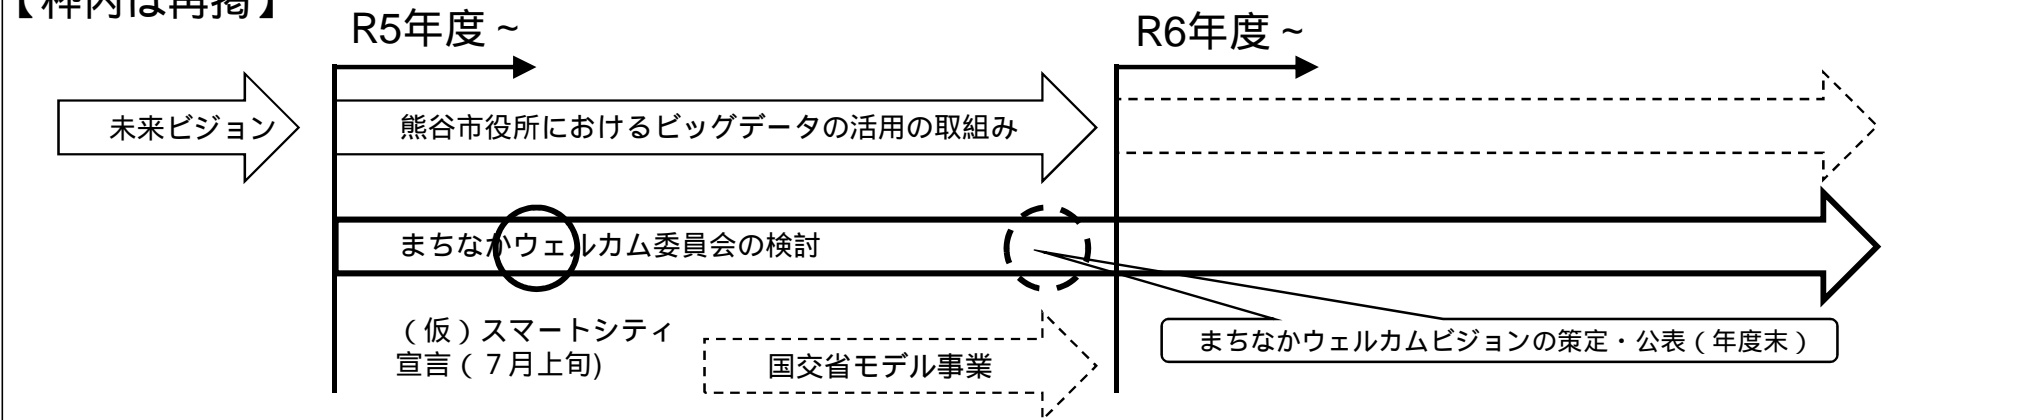 【枠内は再掲】
R5年度～
R6年度～
未来ビジョン
熊谷市役所におけるビッグデータの活用の取組み
まちなかウェルカム委員会の検討
（仮）スマートシティ
宣言（７月上旬)
国交省モデル事業
まちなかウェルカムビジョンの策定・公表（年度末）